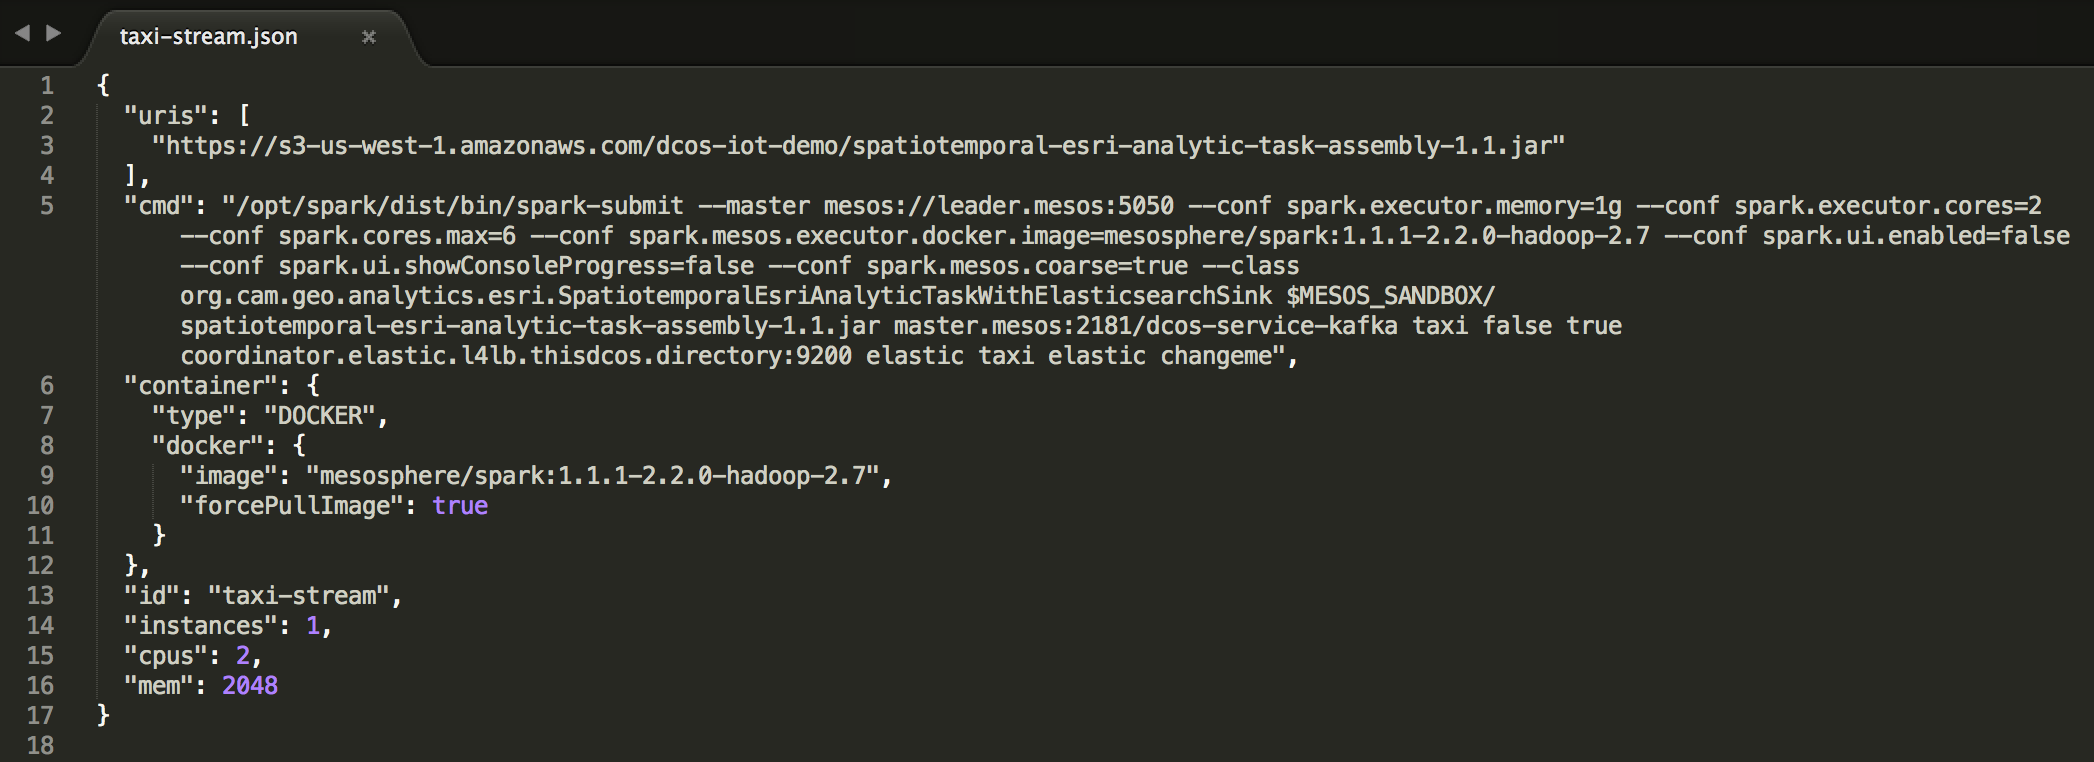 taxi-stream.json
1 {
2 "uris": [
3 "https://s3-us-west-1.amazonaws.com/dcos-iot-demo/spatiotemporal-esri-analytic-task-assembly-1.1.jar"
4 ],
5 "cmd": "/opt/spark/dist/bin/spark-submit --master mesos://leader.mesos:5050 --conf spark.executor.memory=1g --conf spark.executor.cores=2
--conf spark.cores.max=6 --conf spark.mesos.executor.docker.image=mesosphere/spark:1.1.1-2.2.0-hadoop-2.7 --conf spark.ui.enabled=false
--conf spark.ui.showConsoleProgress=false --conf spark.mesos.coarse=true --class
org.cam.geo.analytics.esri.SpatiotemporalEsriAnalyticTaskWithElasticsearchSink $MESOS_SANDBOX/
spatiotemporal-esri-analytic-task-assembly-1.1.jar master.mesos:2181/dcos-service-kafka taxi false true
coordinator.elastic.l4lb.thisdcos.directory:9200 elastic taxi elastic changeme",
6 "container": {
7 "type": "DOCKER",
8 "docker": {
9 "image": "mesosphere/spark:1.1.1-2.2.0-hadoop-2.7",
10 "forcePullImage": true
11 }
12 },
13 "id": "taxi-stream",
14 "instances": 1,
15 "cpus": 2,
16 "mem": 2048
17 }
18